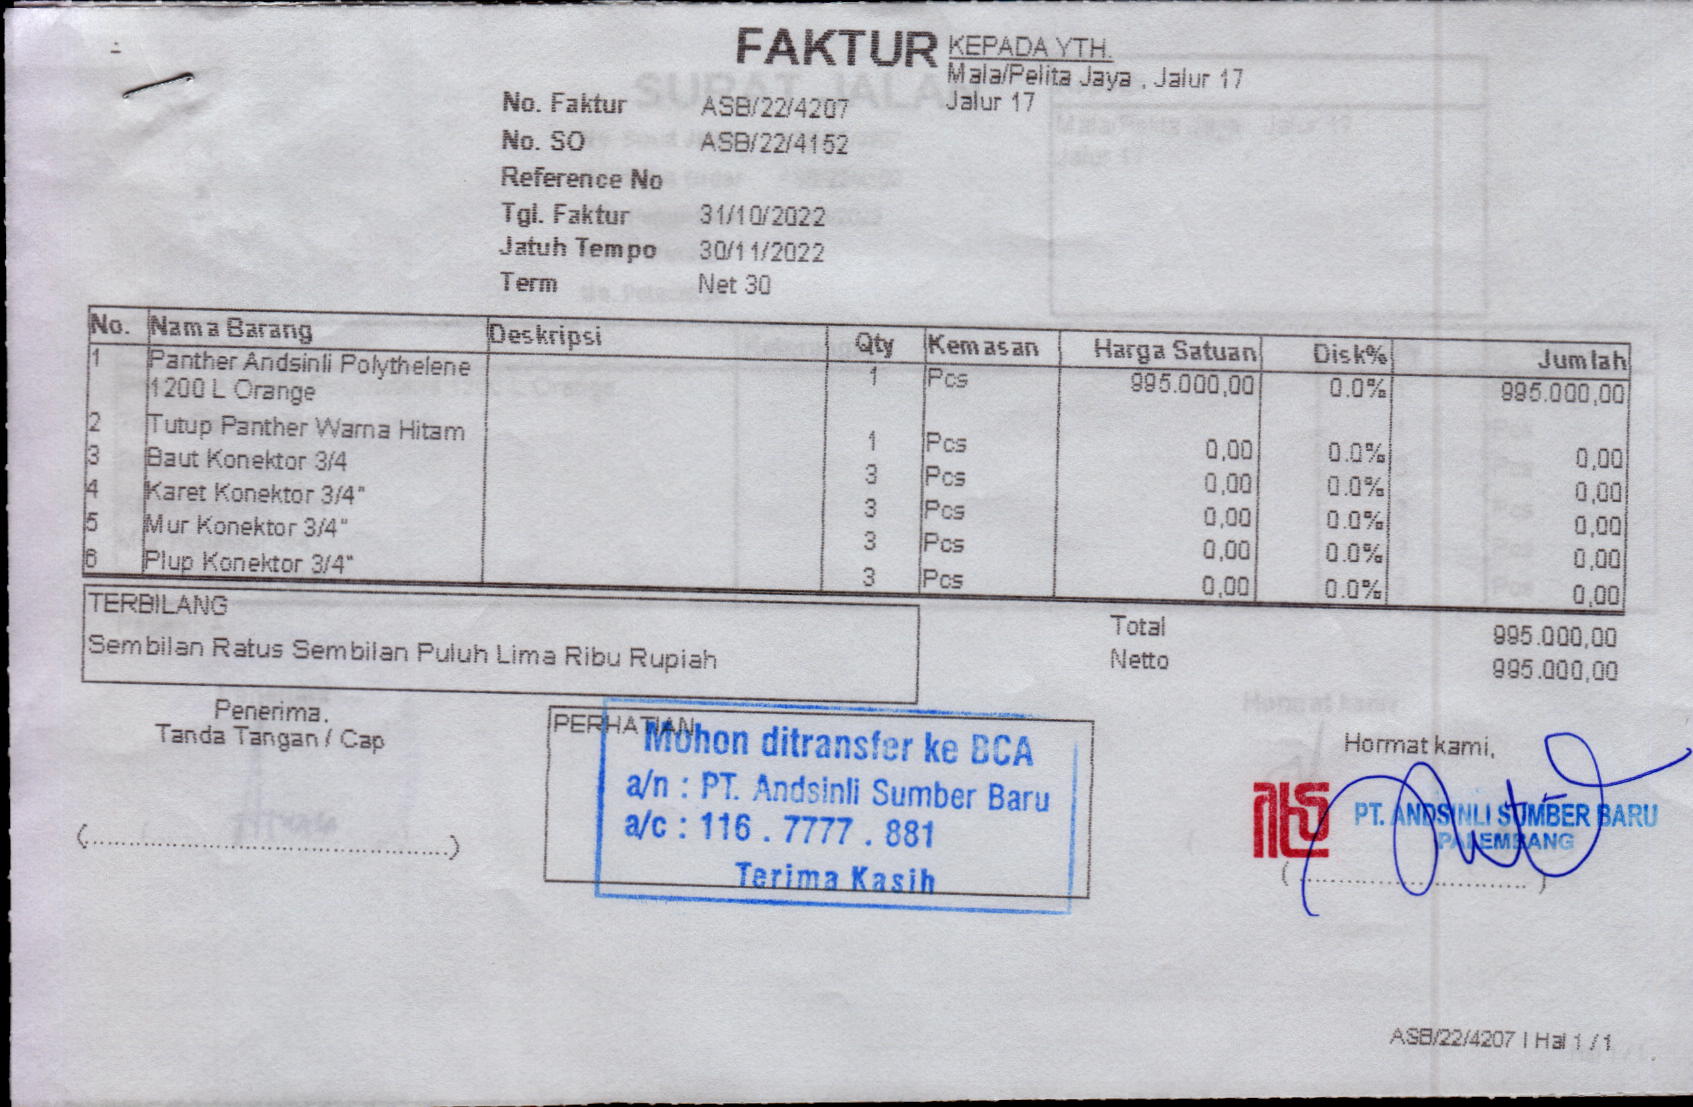 FAKTUR
KEPADA YTH.
Mala/Pelita Jaya , Jalur 17
Jalur 17
No. Faktur ASB/22/4207
No. SO ASB/22/4152
Reference No
Tgl. Faktur 31/10/2022
Jatuh Tempo 30/11/2022
Term Net 30
No. Nama Barang Deskripsi Qty Kemasan Harga Satuan Disk% Jumlah
1 Panther Andsinli Polythelene 1 Pcs 995.000,00 0.0% 995.000,00
1200 L Orange
2 Tutup Panther Warna Hitam 1 Pcs 0,00 0.0% 0,00
3 Baut Konektor 3/4 3 Pcs 0,00 0.0% 0,00
4 Karet Konektor 3/4" 3 Pcs 0,00 0.0% 0,00
5 Mur Konektor 3/4" 3 Pcs 0,00 0.0% 0,00
6 Plup Konektor 3/4" 3 Pcs 0,00 0.0% 0,00
TERBILANG
Sembilan Ratus Sembilan Puluh Lima Ribu Rupiah
Total 995.000,00
Netto 995.000,00
Penerima,
Tanda Tangan / Cap
(................................................)
PERHATIAN
Mohon ditransfer ke BCA
a/n : PT. Andsinli Sumber Baru
a/c : 116 . 7777 . 881
Terima Kasih
Hormat kami,
PT. ANDSINLI SUMBER BARU
PALEMBANG
( .............................. )
ASB/22/4207 | Hal 1 / 1